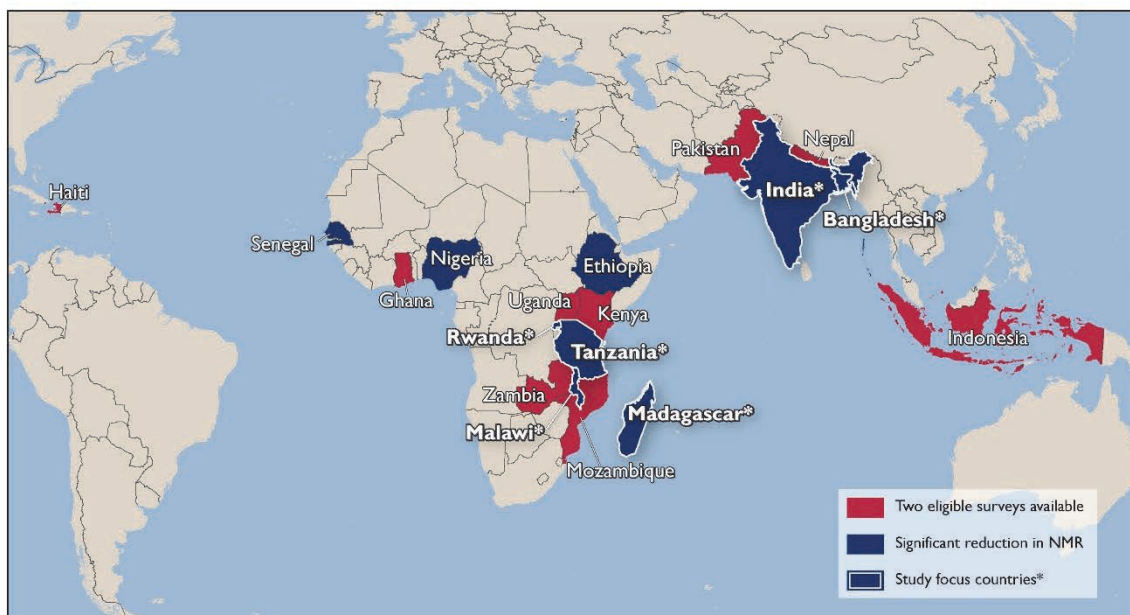 Pakistan
Nepal
Haiti
India*
Bangladesh*
Senegal
Nigeria
Ethiopia
Ghana
Uganda
Kenya
Rwanda*
Indonesia
Tanzania*
Zambia
Madagascar*
Malawi*
Mozambique
Two eligible surveys available
Significant reduction in NMR
Study focus countries*